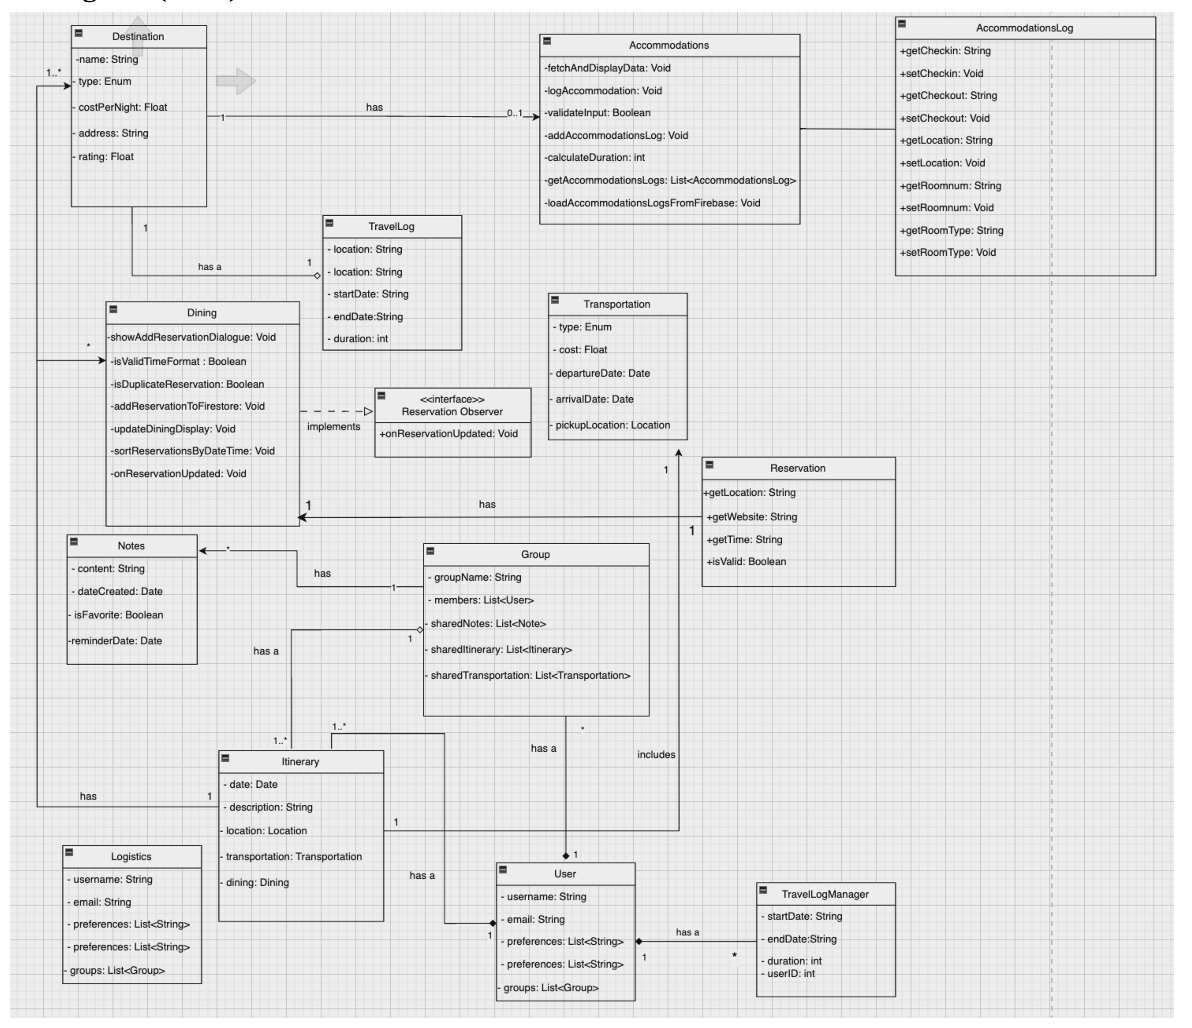 Destination
-name: String
- type: Enum
- costPerNight: Float
- address: String
- rating: Float
1..*
1
has
0..1
Accommodations
-fetchAndDisplayData: Void
-logAccommodation: Void
-validateInput: Boolean
-addAccommodationsLog: Void
-calculateDuration: int
-getAccommodationsLogs: List<AccommodationsLog>
-loadAccommodationsLogsFromFirebase: Void
AccommodationsLog
+getCheckin: String
+setCheckin: Void
+getCheckout: String
+setCheckout: Void
+getLocation: String
+setLocation: Void
+getRoomnum: String
+setRoomnum: Void
+getRoomType: String
+setRoomType: Void
1
has a
1
TravelLog
- location: String
- location: String
- startDate: String
- endDate:String
- duration: int
*
Dining
-showAddReservationDialogue: Void
-isValidTimeFormat : Boolean
-isDuplicateReservation: Boolean
-addReservationToFirestore: Void
-updateDiningDisplay: Void
-sortReservationsByDateTime: Void
-onReservationUpdated: Void
implements
<<interface>>
Reservation Observer
+onReservationUpdated: Void
Transportation
- type: Enum
- cost: Float
- departureDate: Date
- arrivalDate: Date
- pickupLocation: Location
1
Reservation
+getLocation: String
+getWebsite: String
+getTime: String
+isValid: Boolean
1
has
1
Notes
- content: String
- dateCreated: Date
- isFavorite: Boolean
-reminderDate: Date
*
has
1
Group
- groupName: String
- members: List<User>
- sharedNotes: List<Note>
- sharedItinerary: List<Itinerary>
- sharedTransportation: List<Transportation>
1
has a
1..*
1..*
*
has a
includes
Itinerary
- date: Date
- description: String
- location: Location
- transportation: Transportation
- dining: Dining
has
1
1
has a
1
1
Logistics
- username: String
- email: String
- preferences: List<String>
- preferences: List<String>
- groups: List<Group>
User
- username: String
- email: String
- preferences: List<String>
- preferences: List<String>
- groups: List<Group>
has a
1
*
TravelLogManager
- startDate: String
- endDate:String
- duration: int
- userID: int